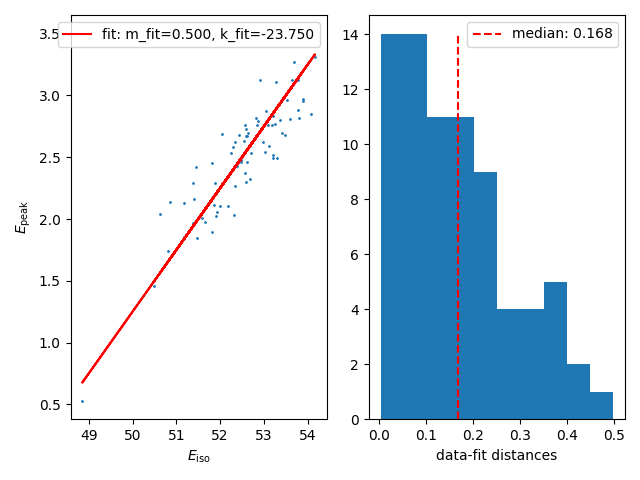 fit: m_fit=0.500, k_fit=-23.750
3.5
3.0
2.5
2.0
1.5
1.0
0.5
E_peak
49 50 51 52 53 54
E_iso
median: 0.168
14
12
10
8
6
4
2
0
0.0 0.1 0.2 0.3 0.4 0.5
data-fit distances